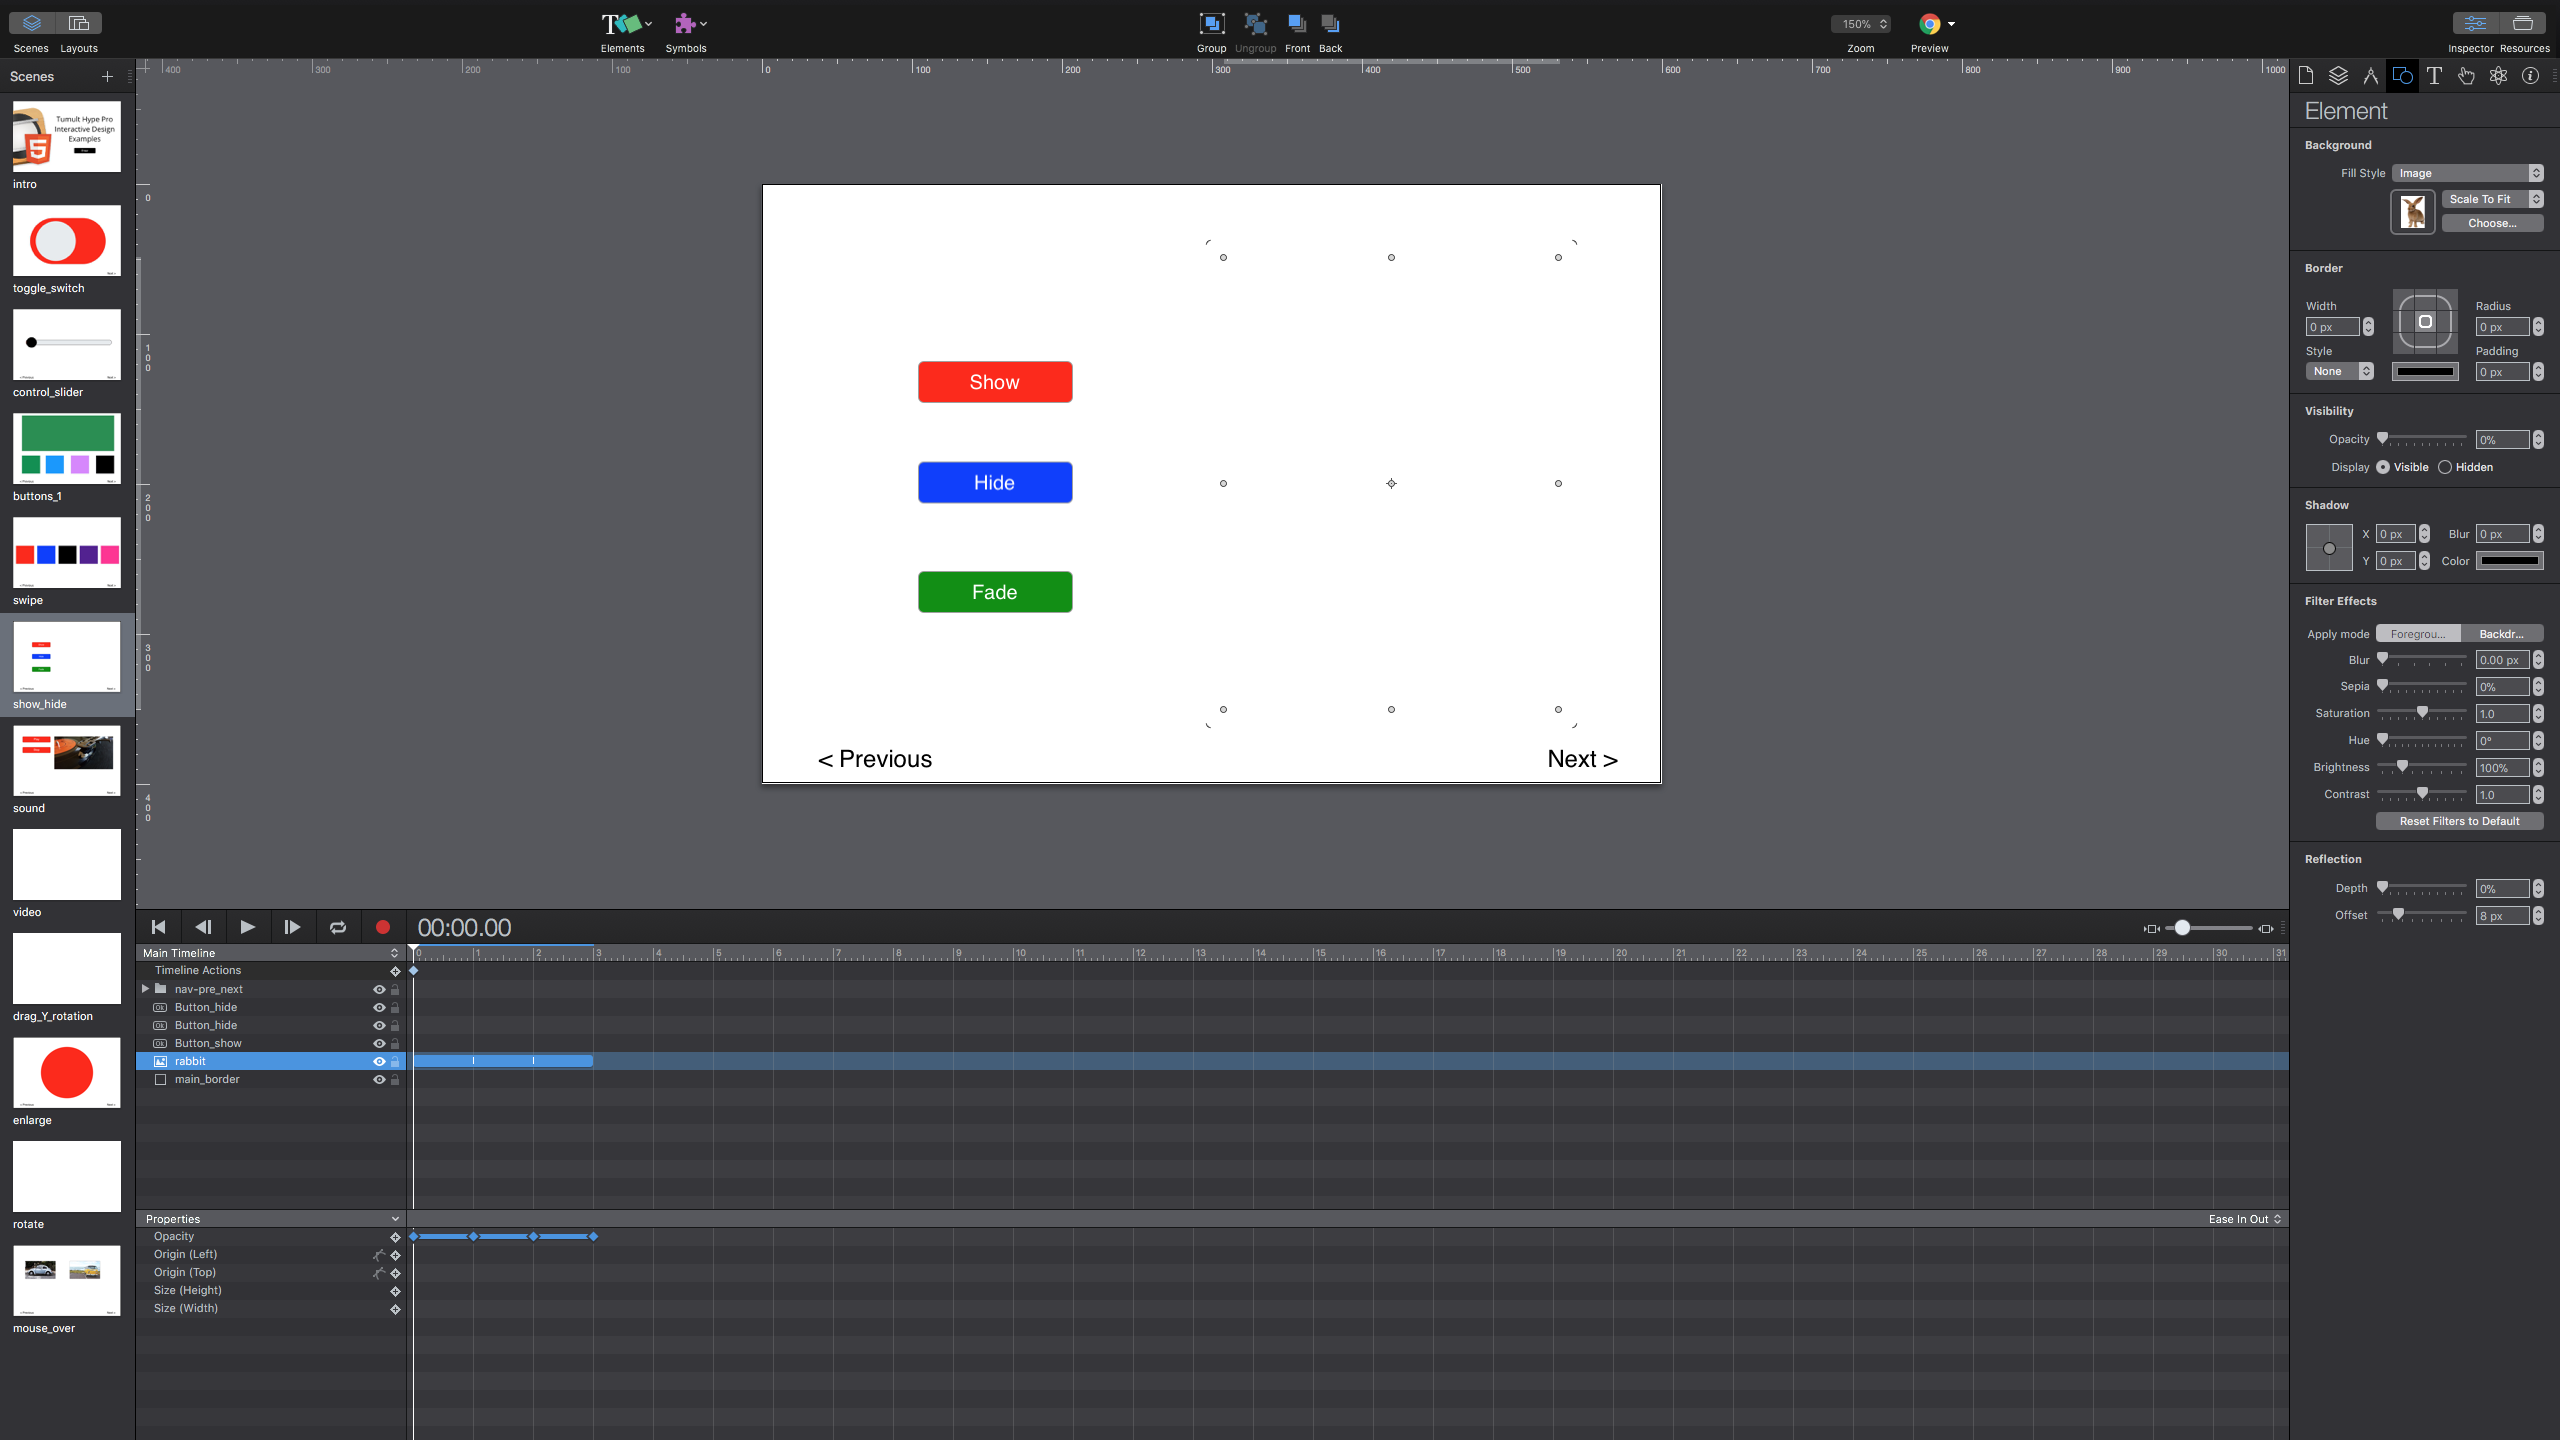 Scenes Layouts
Elements Symbols
Group Ungroup Front Back
150%
Zoom
Preview
Inspector Resources
Scenes
400 300 200 100 0 100 200 300 400 500 600 700 800 900 1000
Tumult Hype Pro
Interactive Design
Examples
5
intro
toggle_switch
control_slider
buttons_1
swipe
show_hide
sound
video
drag_Y_rotation
enlarge
rotate
mouse_over
0
100
200
300
400
Show
Hide
Fade
< Previous
Next >
Element
Background
Fill Style Image
Scale To Fit
Choose...
Border
Width
Radius
0 px
0 px
Style
Padding
None
0 px
Visibility
Opacity 0%
Display Visible Hidden
Shadow
X 0 px Blur 0 px
Y 0 px Color
Filter Effects
Apply mode Foregrou... Backdr...
Blur 0.00 px
Sepia 0%
Saturation 1.0
Hue 0°
Brightness 100%
Contrast 1.0
Reset Filters to Default
Reflection
Depth 0%
Offset 8 px
00:00.00
Main Timeline
0 1 2 3 4 5 6 7 8 9 10 11 12 13 14 15 16 17 18 19 20 21 22 23 24 25 26 27 28 29 30 31
Timeline Actions
nav-pre_next
Button_hide
Button_hide
Button_show
rabbit
main_border
Properties
Ease In Out
Opacity
Origin (Left)
Origin (Top)
Size (Height)
Size (Width)